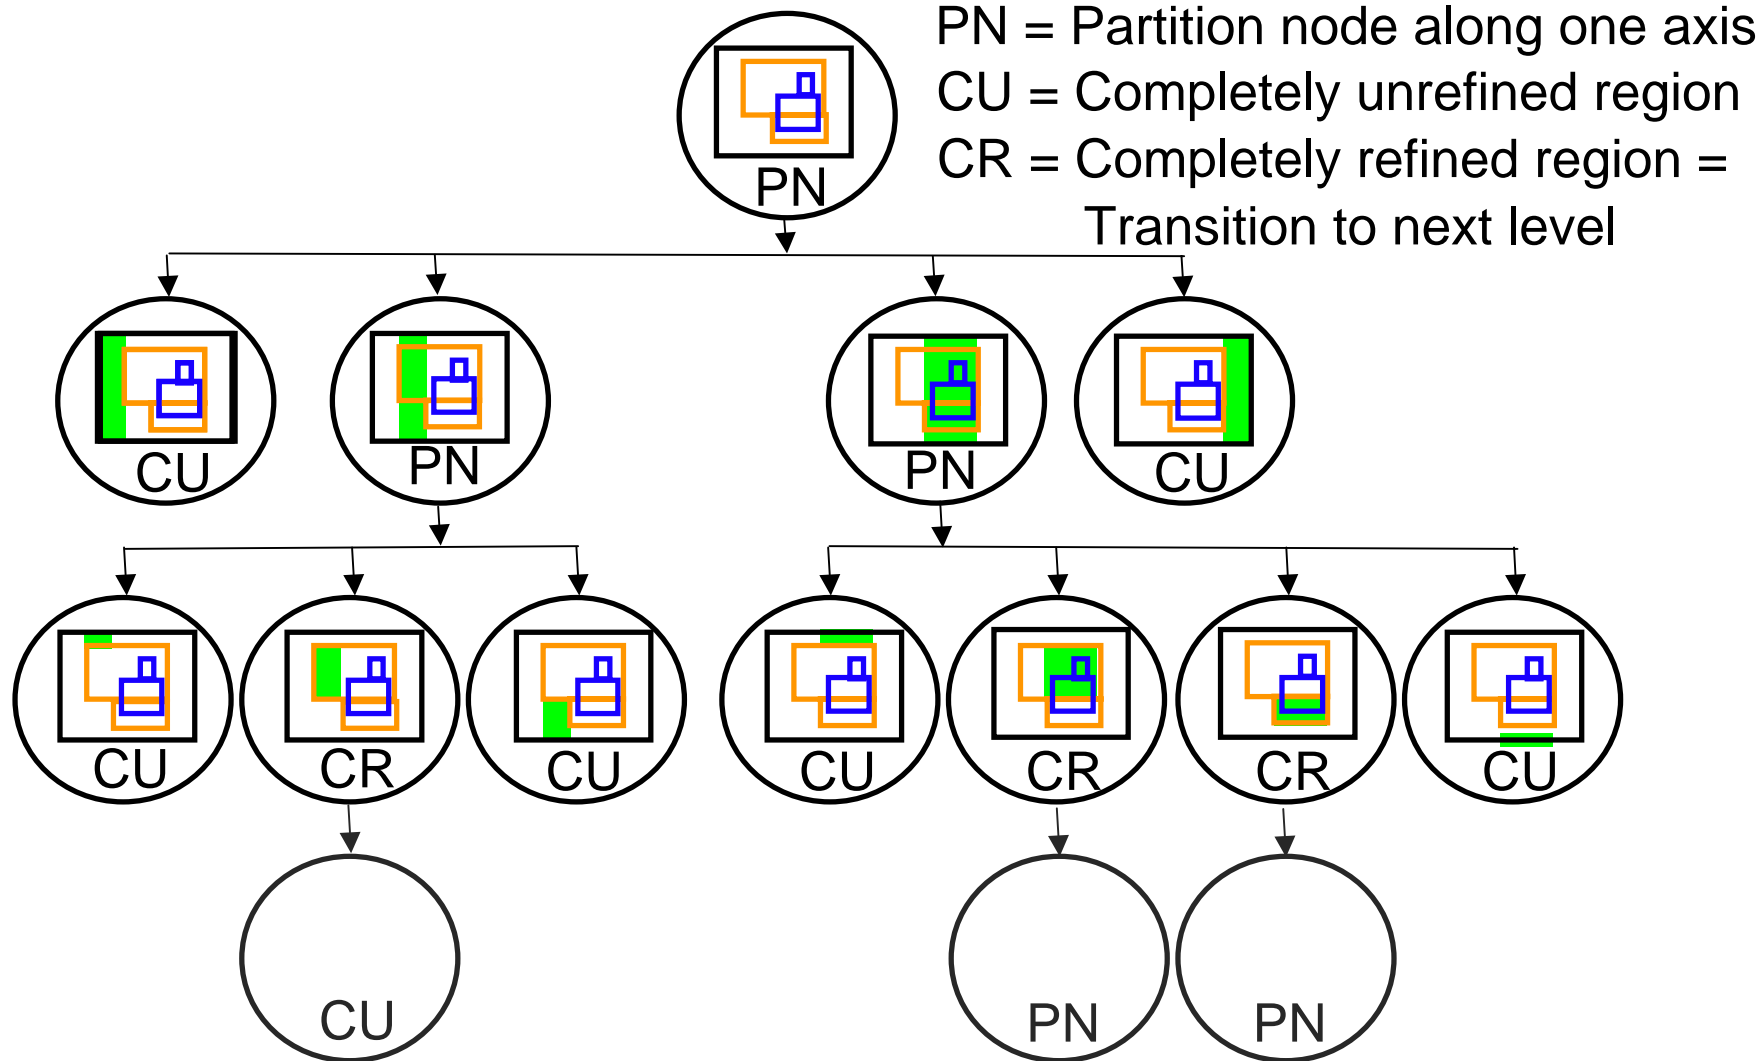 PN = Partition node along one axis
CU = Completely unrefined region
CR = Completely refined region =
Transition to next level
PN
CU
PN
PN
CU
CU
CR
CU
CU
CR
CR
CU
CU
PN
PN